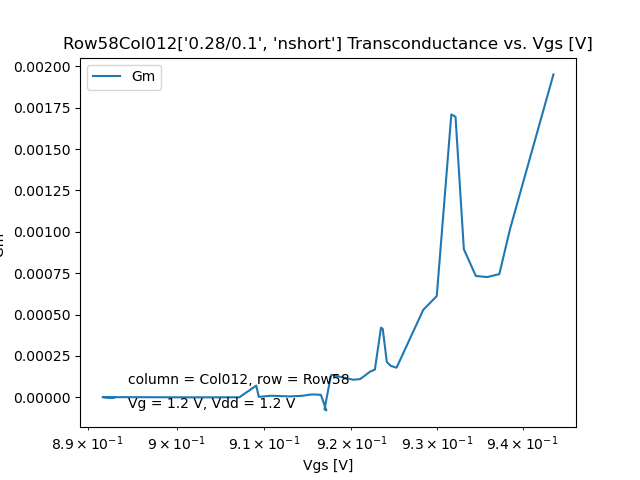 Row58Col012['0.28/0.1', 'nshort'] Transconductance vs. Vgs [V]
Gm
0.00200
0.00175
0.00150
0.00125
0.00100
0.00075
0.00050
0.00025
0.00000
Gm
column = Col012, row = Row58
Vg = 1.2 V, Vdd = 1.2 V
8.9 × 10⁻¹
9 × 10⁻¹
9.1 × 10⁻¹
9.2 × 10⁻¹
9.3 × 10⁻¹
9.4 × 10⁻¹
Vgs [V]